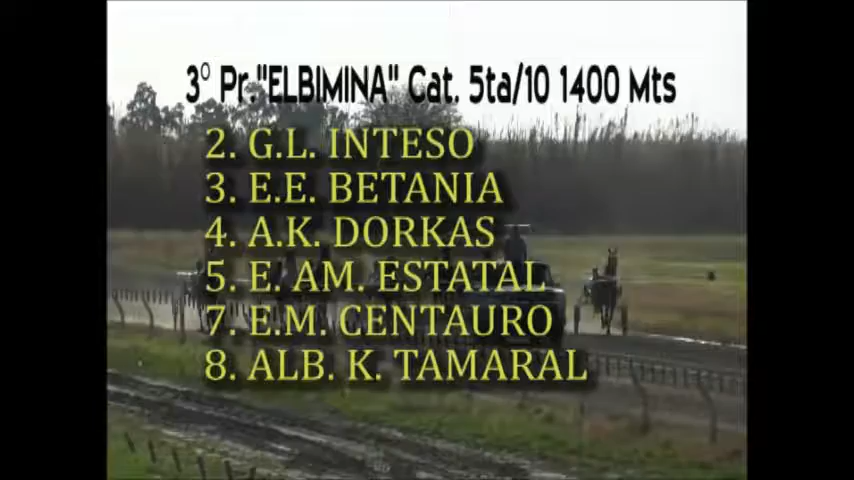 3° Pr."ELBIMINA" Cat. 5ta/10 1400 Mts
2. G.L. INTESO
3. E.E. BETANIA
4. A.K. DORKAS
5. E. AM. ESTATAL
7. E.M. CENTAURO
8. ALB. K. TAMARAL